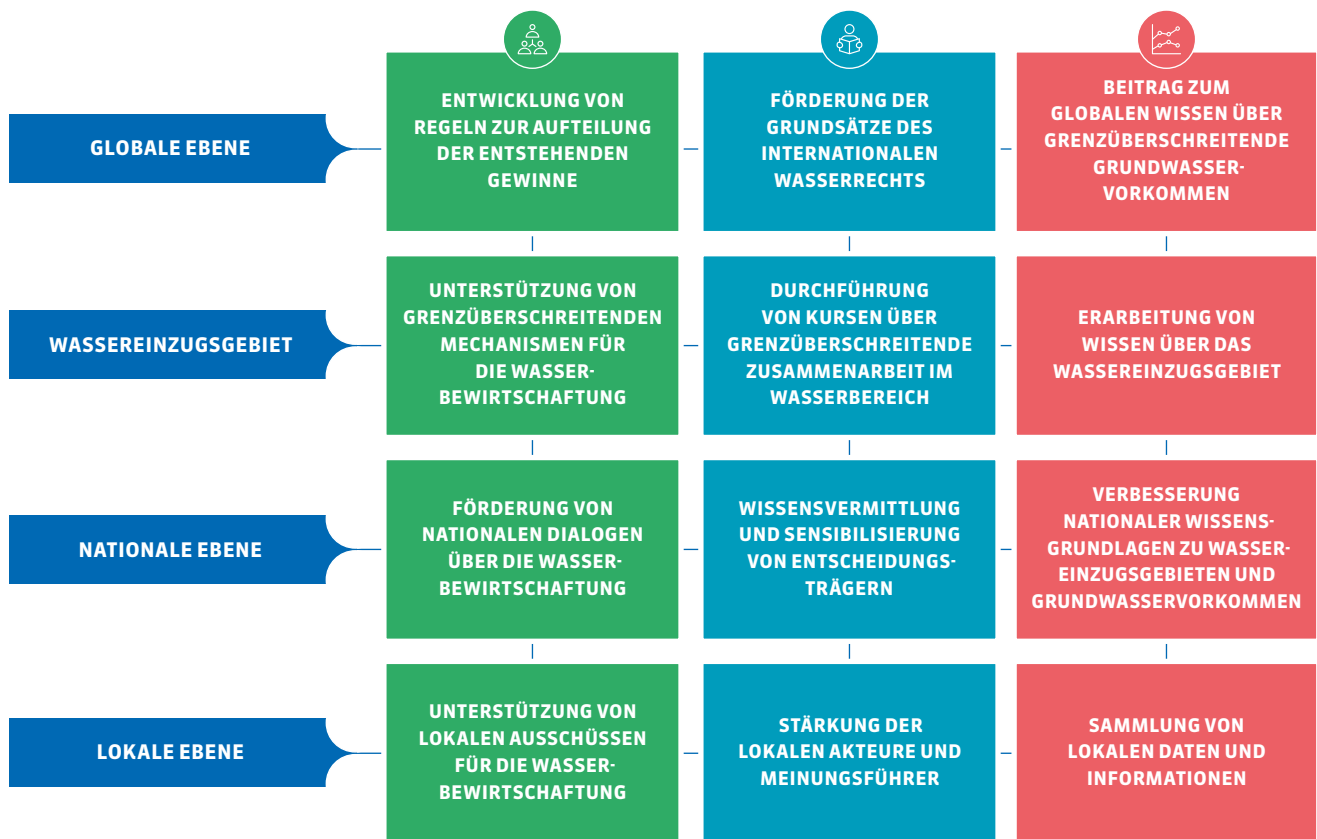 GLOBALE EBENE
ENTWICKLUNG VON
REGELN ZUR AUFTEILUNG
DER ENTSTEHENDEN
GEWINNE
FÖRDERUNG DER
GRUNDSÄTZE DES
INTERNATIONALEN
WASSERRECHTS
BEITRAG ZUM
GLOBALEN WISSEN ÜBER
GRENZÜBERSCHREITENDE
GRUNDWASSER-
VORKOMMEN
WASSEREINZUGSGEBIET
UNTERSTÜTZUNG VON
GRENZÜBERSCHREITENDEN
MECHANISMEN FÜR
DIE WASSER-
BEWIRTSCHAFTUNG
DURCHFÜHRUNG
VON KURSEN ÜBER
GRENZÜBERSCHREITENDE
ZUSAMMENARBEIT IM
WASSERBEREICH
ERARBEITUNG VON
WISSEN ÜBER DAS
WASSEREINZUGSGEBIET
NATIONALE EBENE
FÖRDERUNG VON
NATIONALEN DIALOGEN
ÜBER DIE WASSER-
BEWIRTSCHAFTUNG
WISSENSVERMITTLUNG
UND SENSIBILISIERUNG
VON ENTSCHEIDUNGS-
TRÄGERN
VERBESSERUNG
NATIONALER WISSENS-
GRUNDLAGEN ZU WASSER-
EINZUGSGEBIETEN UND
GRUNDWASSERVORKOMMEN
LOKALE EBENE
UNTERSTÜTZUNG VON
LOKALEN AUSSCHÜSSEN
FÜR DIE WASSER-
BEWIRTSCHAFTUNG
STÄRKUNG DER
LOKALEN AKTEURE UND
MEINUNGSFÜHRER
SAMMLUNG VON
LOKALEN DATEN UND
INFORMATIONEN